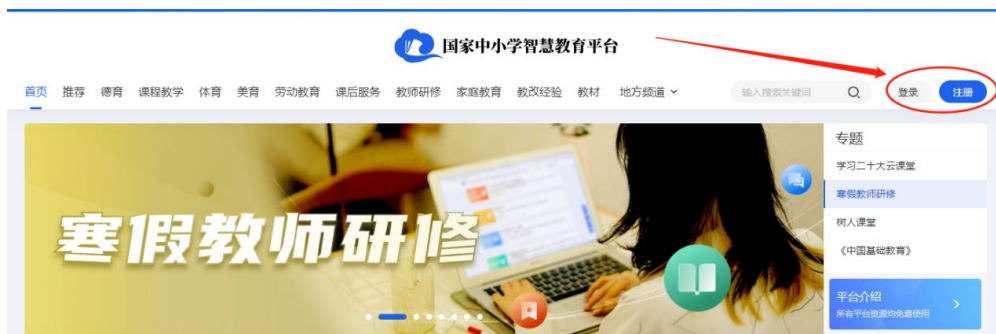 国家中小学智慧教育平台
首页 推荐 德育 课程教学 体育 美育 劳动教育 课后服务 教师研修 家庭教育 教改经验 教材 地方频道 输入搜索关键词 登录 注册
寒假教师研修
专题
学习二十大云课堂
寒假教师研修
树人课堂
《中国基础教育》
平台介绍
所有平台资源均免费使用